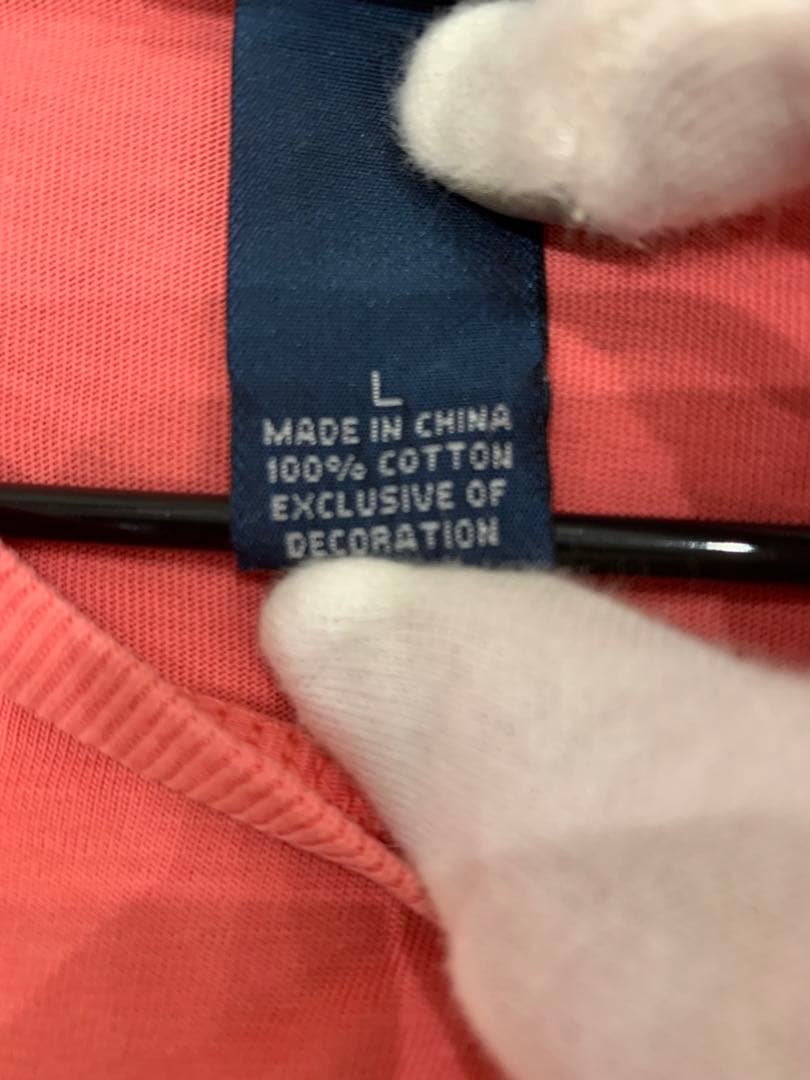 L
MADE IN CHINA
100% COTTON
EXCLUSIVE OF
DECORATION